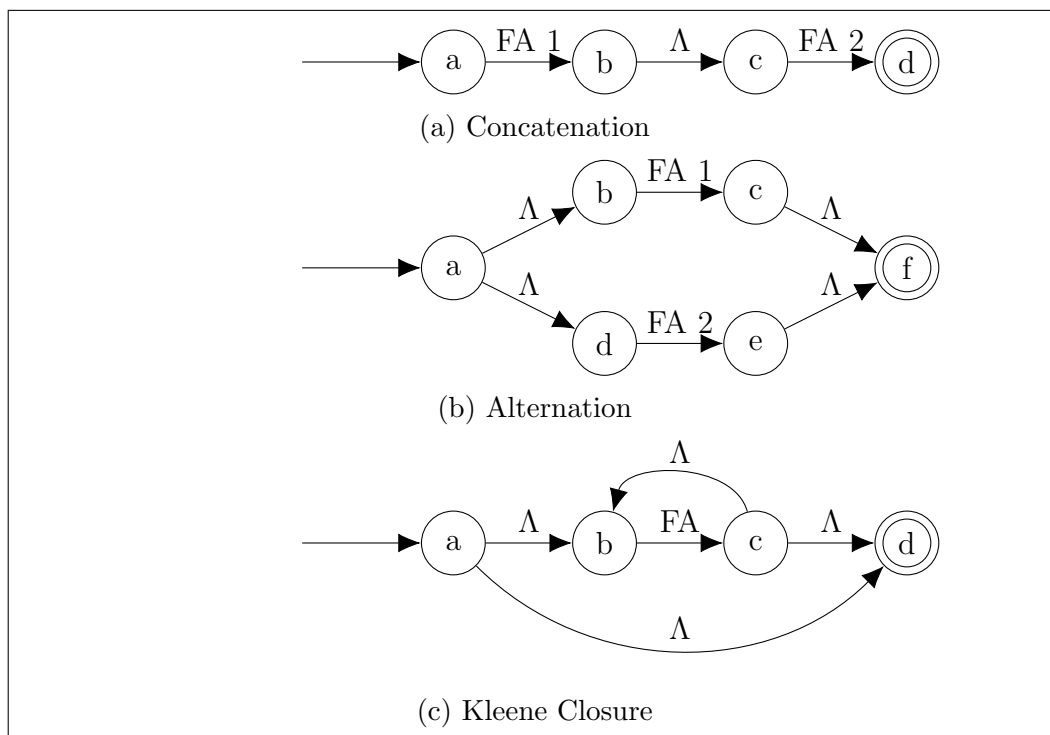 FA 1 Λ FA 2
a b c d
(a) Concatenation
b FA 1 c
Λ Λ
a f
Λ Λ
d FA 2 e
(b) Alternation
Λ
a Λ b FA c Λ d
Λ
(c) Kleene Closure